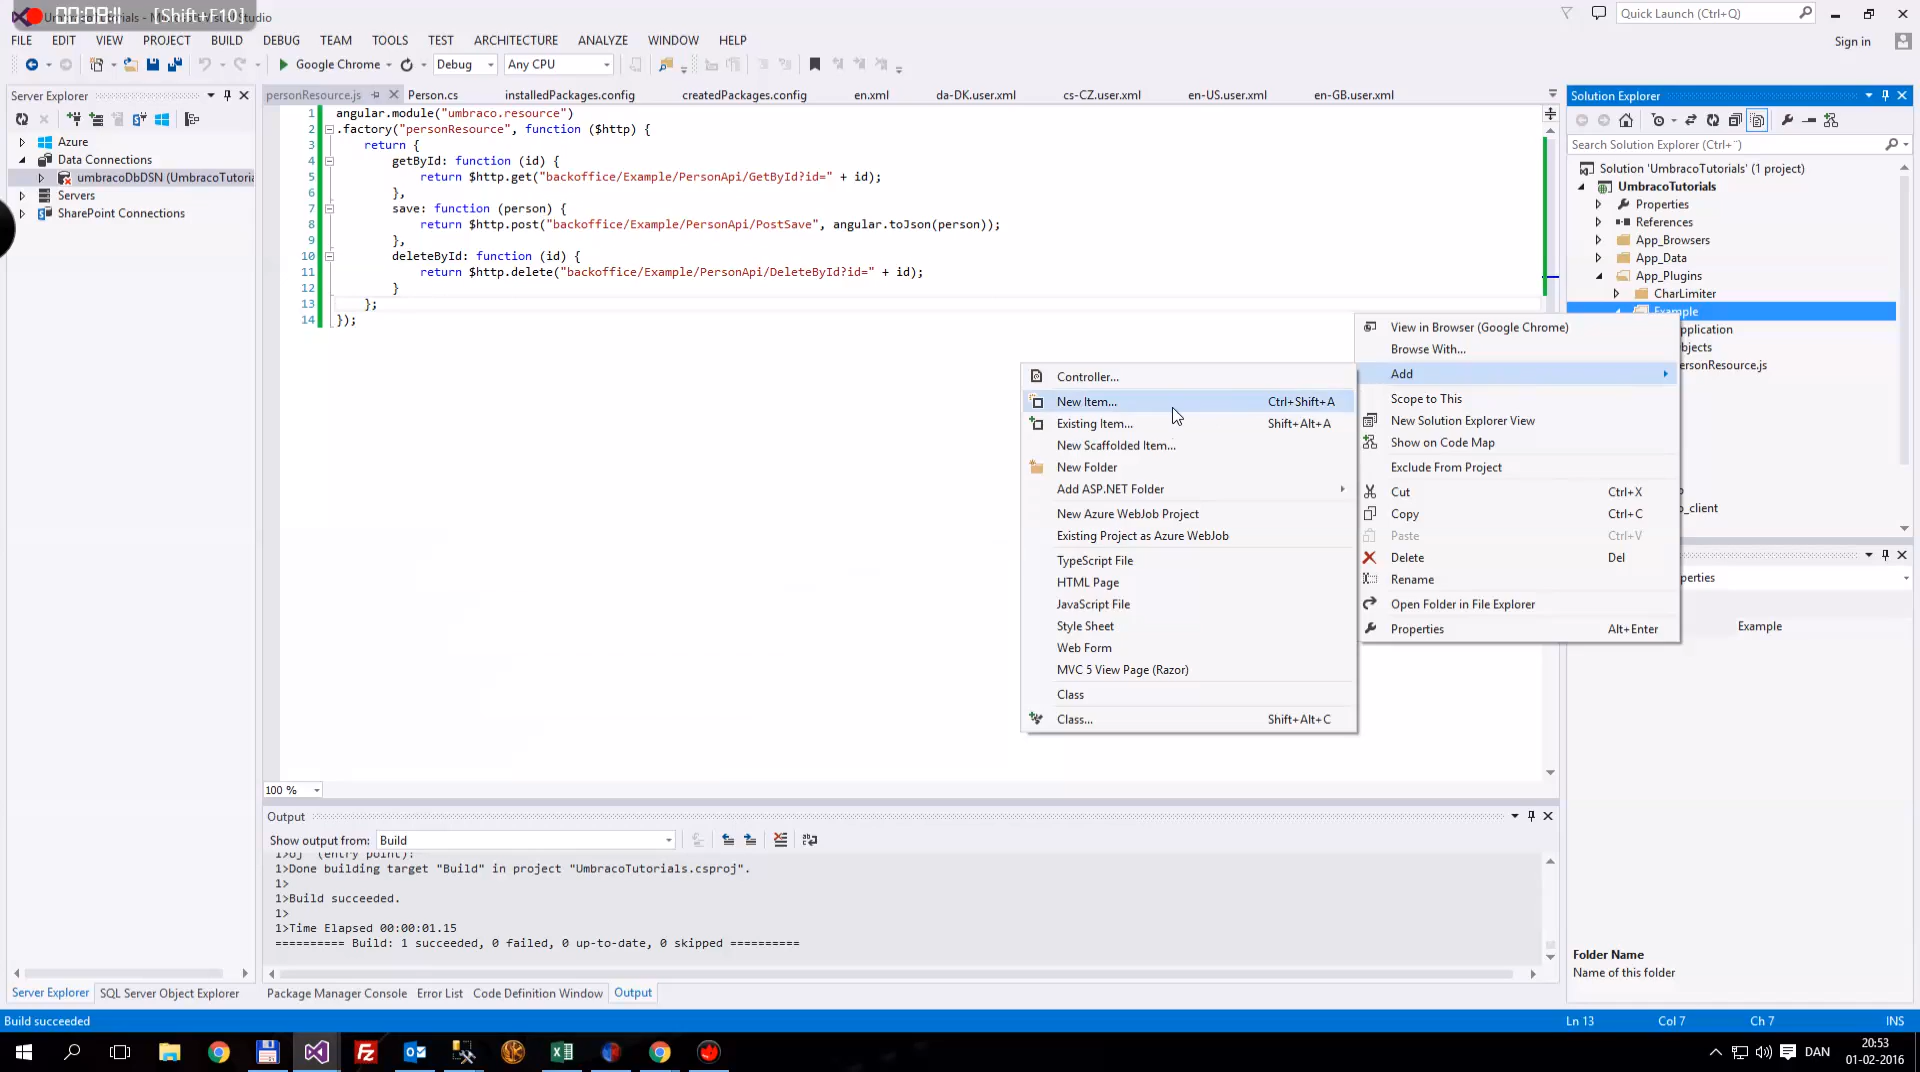 00:08:11 [Shift+F10]
Studio
Quick Launch (Ctrl+Q)
FILE EDIT VIEW PROJECT BUILD DEBUG TEAM TOOLS TEST ARCHITECTURE ANALYZE WINDOW HELP
Sign in
Google Chrome Debug Any CPU
Server Explorer
Azure
Data Connections
umbracoDbDSN (UmbracoTutoria
Servers
SharePoint Connections
personResource.js Person.cs installedPackages.config createdPackages.config en.xml da-DK.user.xml cs-CZ.user.xml en-US.user.xml en-GB.user.xml
1 angular.module("umbraco.resource")
2 .factory("personResource", function ($http) {
3 return {
4 getById: function (id) {
5 return $http.get("backoffice/Example/PersonApi/GetById?id=" + id);
6 },
7 save: function (person) {
8 return $http.post("backoffice/Example/PersonApi/PostSave", angular.toJson(person));
9 },
10 deleteById: function (id) {
11 return $http.delete("backoffice/Example/PersonApi/DeleteById?id=" + id);
12 }
13 };
14 });
Solution Explorer
Search Solution Explorer (Ctrl+¨)
Solution 'UmbracoTutorials' (1 project)
UmbracoTutorials
Properties
References
App_Browsers
App_Data
App_Plugins
CharLimiter
Example
pplication
bjects
ersonResource.js
p
o_client
View in Browser (Google Chrome)
Browse With...
Add
Scope to This
New Solution Explorer View
Show on Code Map
Exclude From Project
Cut Ctrl+X
Copy Ctrl+C
Paste Ctrl+V
Delete Del
Rename
Open Folder in File Explorer
Properties Alt+Enter
Controller...
New Item... Ctrl+Shift+A
Existing Item... Shift+Alt+A
New Scaffolded Item...
New Folder
Add ASP.NET Folder
New Azure WebJob Project
Existing Project as Azure WebJob
TypeScript File
HTML Page
JavaScript File
Style Sheet
Web Form
MVC 5 View Page (Razor)
Class
Class... Shift+Alt+C
perties
Example
Folder Name
Name of this folder
100 %
Output
Show output from: Build
1>oj" (entry point):
1>Done building target "Build" in project "UmbracoTutorials.csproj".
1>
1>Build succeeded.
1>
1>Time Elapsed 00:00:01.15
========== Build: 1 succeeded, 0 failed, 0 up-to-date, 0 skipped ==========
Server Explorer SQL Server Object Explorer
Package Manager Console Error List Code Definition Window Output
Build succeeded Ln 13 Col 7 Ch 7 INS
DAN
20:53
01-02-2016